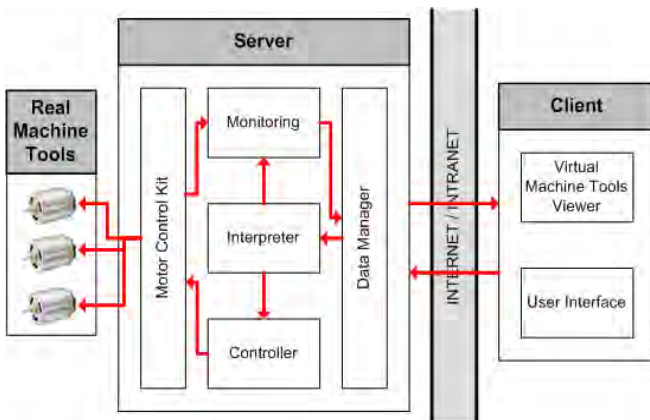 Server
Real
Machine
Tools
Motor Control Kit
Monitoring
Interpreter
Controller
Data Manager
INTERNET / INTRANET
Client
Virtual
Machine Tools
Viewer
User Interface